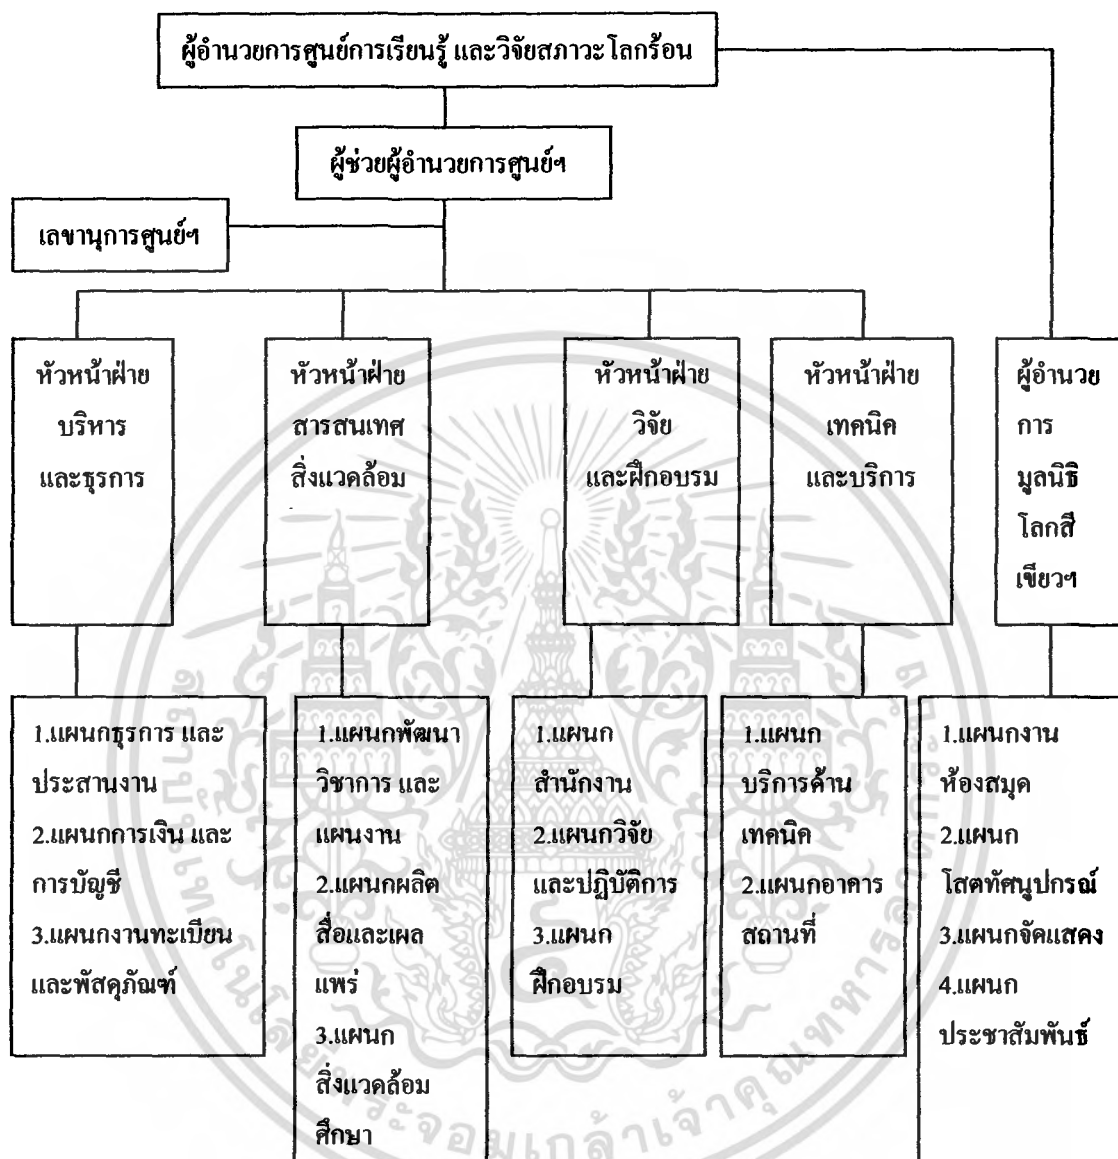 ผู้อำนวยการศูนย์การเรียนรู้ และวิจัยสภาวะ โลกร้อน
ผู้ช่วยผู้อำนวยการศูนย์ฯ
เลขานุการศูนย์ฯ
หัวหน้าฝ่าย
บริหาร
และธุรการ
หัวหน้าฝ่าย
สารสนเทศ
สิ่งแวดล้อม
หัวหน้าฝ่าย
วิจัย
และฝึกอบรม
หัวหน้าฝ่าย
เทคนิค
และบริการ
ผู้อำนวย
การ
มูลนิธิ
โลกสี
เขียวฯ
1.แผนกธุรการ และ
ประสานงาน
2.แผนกการเงิน และ
การบัญชี
3.แผนกงานทะเบียน
และพัสดุภัณฑ์
1.แผนกพัฒนา
วิชาการ และ
แผนงาน
2.แผนกผลิต
สื่อและเผล
แพร่
3.แผนก
สิ่งแวดล้อม
ศึกษา
1.แผนก
สำนักงาน
2.แผนกวิจัย
และปฏิบัติการ
3.แผนก
ฝึกอบรม
1.แผนก
บริการด้าน
เทคนิค
2.แผนกอาคาร
สถานที่
1.แผนกงาน
ห้องสมุด
2.แผนก
โสตทัศนูปกรณ์
3.แผนกจัดแสดง
4.แผนก
ประชาสัมพันธ์